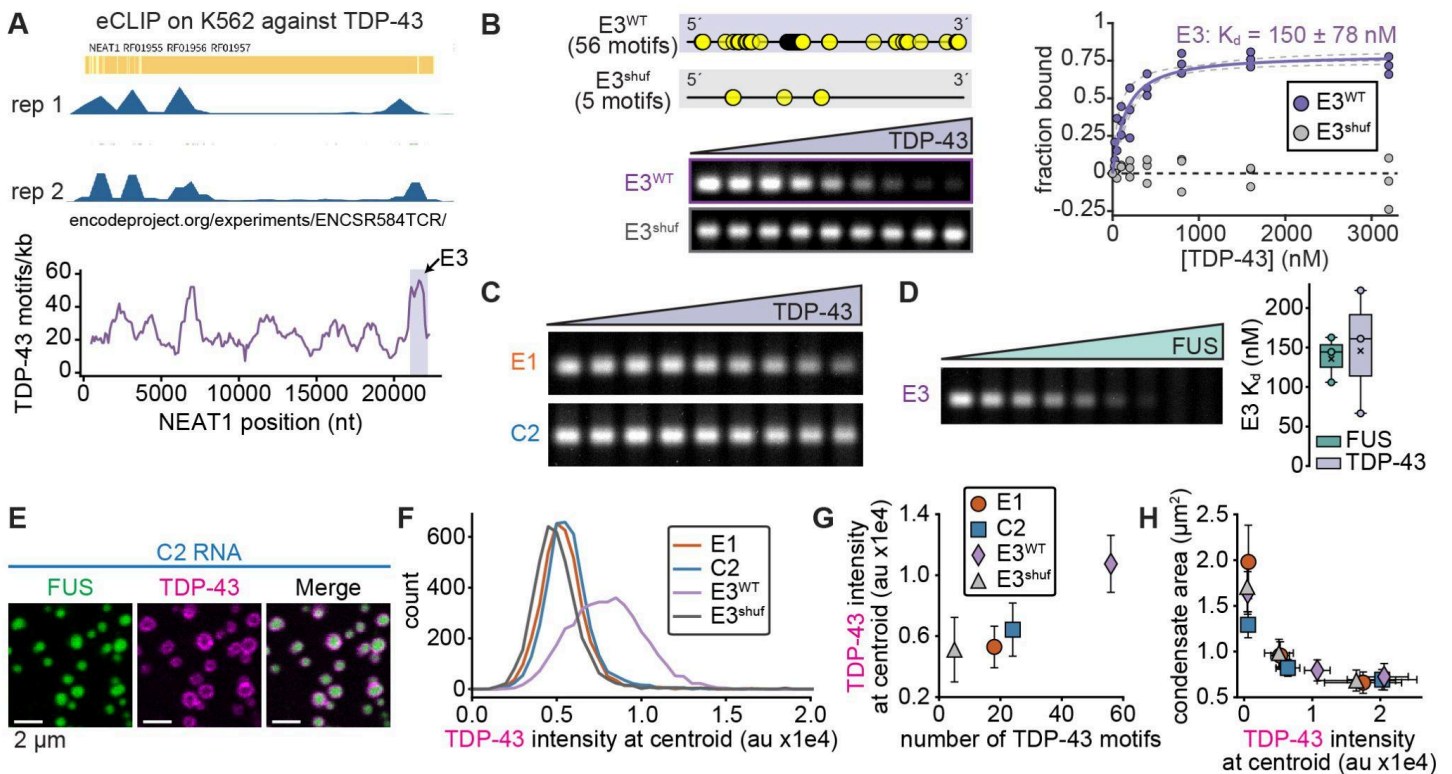 A
eCLIP on K562 against TDP-43
NEAT1 RF01955 RF01956 RF01957
rep 1
rep 2
encodeproject.org/experiments/ENCSR584TCR/
TDP-43 motifs/kb
60
40
20
0
E3
0
5000
10000
15000
20000
NEAT1 position (nt)
B
E3WT
(56 motifs)
5´
3´
E3shuf
(5 motifs)
5´
3´
TDP-43
E3WT
E3shuf
E3: Kd = 150 ± 78 nM
fraction bound
1.0
0.75
0.5
0.25
0
-0.25
E3WT
E3shuf
0
1000
2000
3000
[TDP-43] (nM)
C
TDP-43
E1
C2
D
FUS
E3
E3 Kd (nM)
200
150
100
50
0
FUS
TDP-43
E
C2 RNA
FUS
TDP-43
Merge
2 µm
F
count
600
400
200
0
E1
C2
E3WT
E3shuf
0
0.5
1.0
1.5
2.0
TDP-43 intensity at centroid (au x1e4)
G
TDP-43 intensity
at centroid (au x1e4)
1.4
1.0
0.6
0.2
E1
C2
E3WT
E3shuf
0
20
40
60
number of TDP-43 motifs
H
condensate area (µm²)
2.5
2.0
1.5
1.0
0.5
0
1
2
TDP-43 intensity
at centroid (au x1e4)